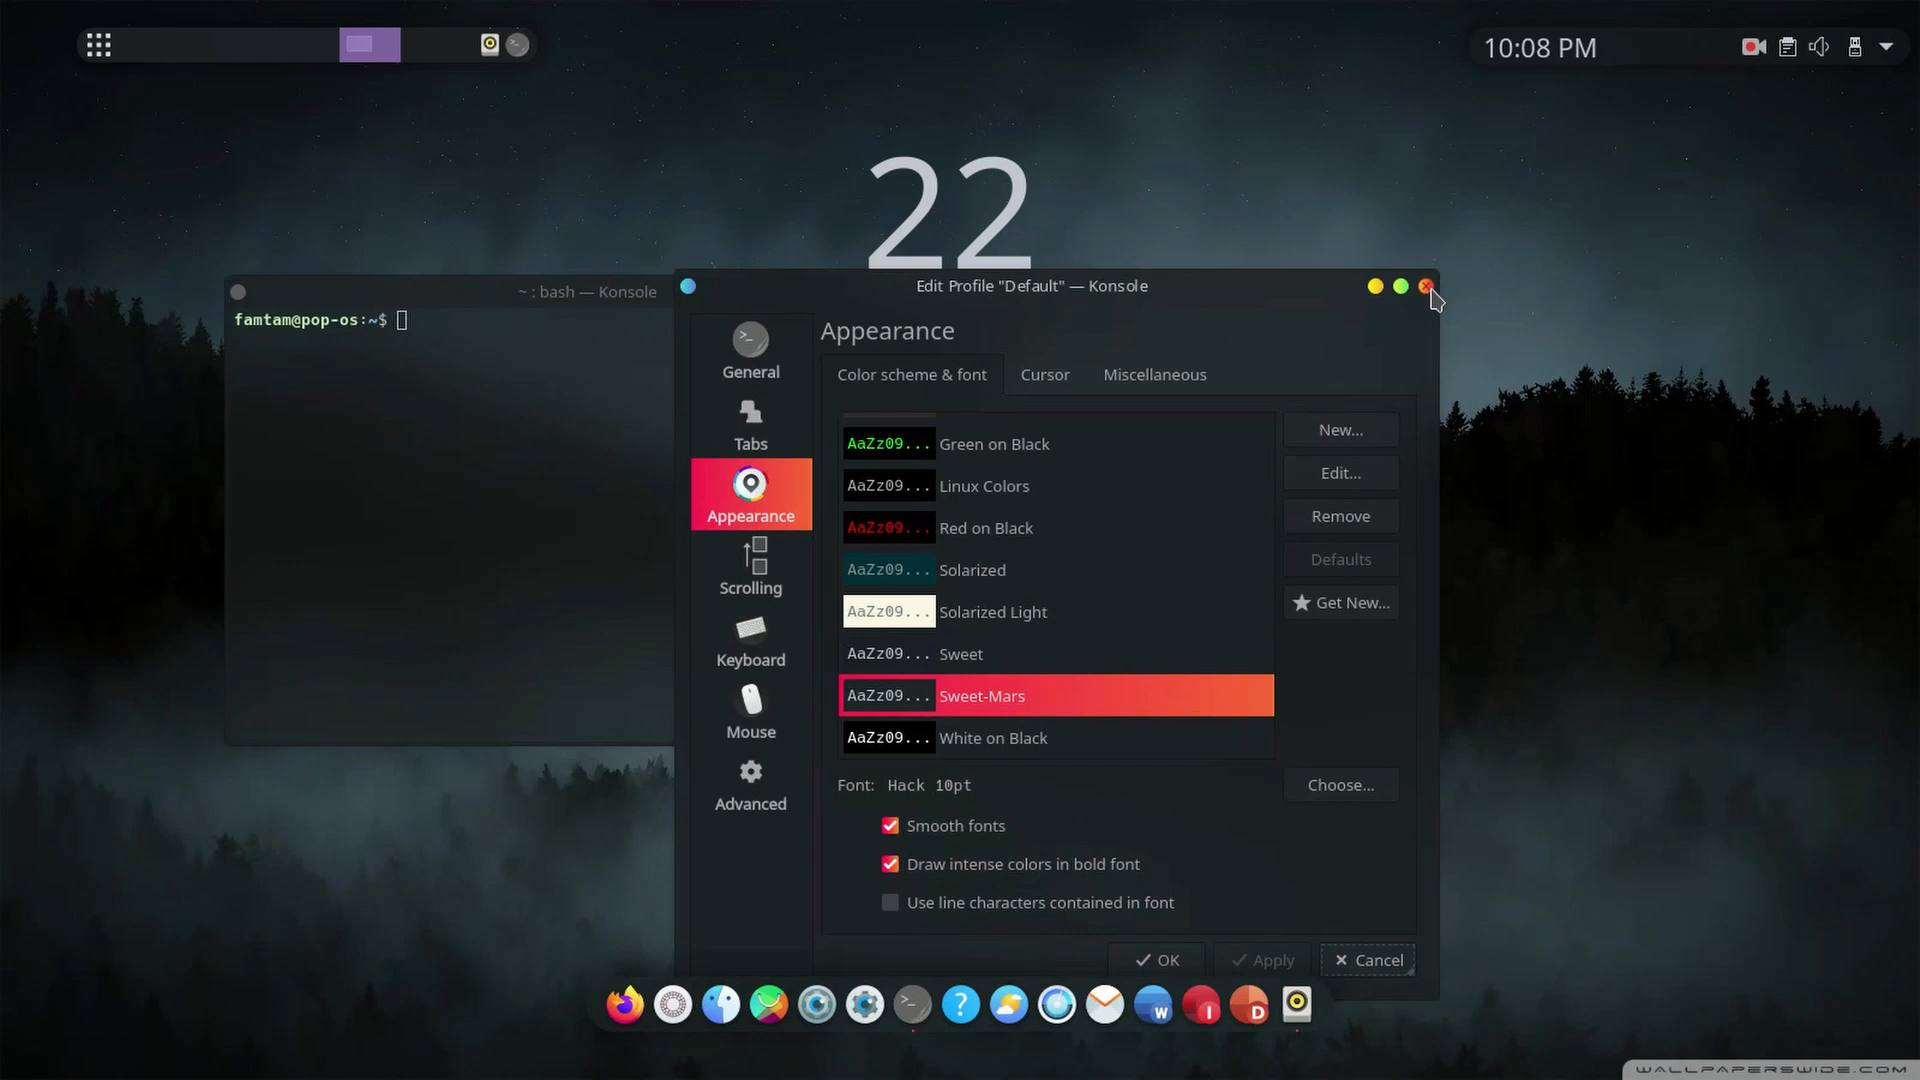 10:08 PM
22
~ : bash — Konsole
famtam@pop-os:~$
Edit Profile "Default" — Konsole
General
Tabs
Appearance
Scrolling
Keyboard
Mouse
Advanced
Appearance
Color scheme & font
Cursor
Miscellaneous
AaZz09... Green on Black
AaZz09... Linux Colors
AaZz09... Red on Black
AaZz09... Solarized
AaZz09... Solarized Light
AaZz09... Sweet
AaZz09... Sweet-Mars
AaZz09... White on Black
New...
Edit...
Remove
Defaults
Get New...
Font: Hack 10pt
Choose...
Smooth fonts
Draw intense colors in bold font
Use line characters contained in font
OK
Apply
Cancel
W
I
D
WALLPAPERSWIDE.COM